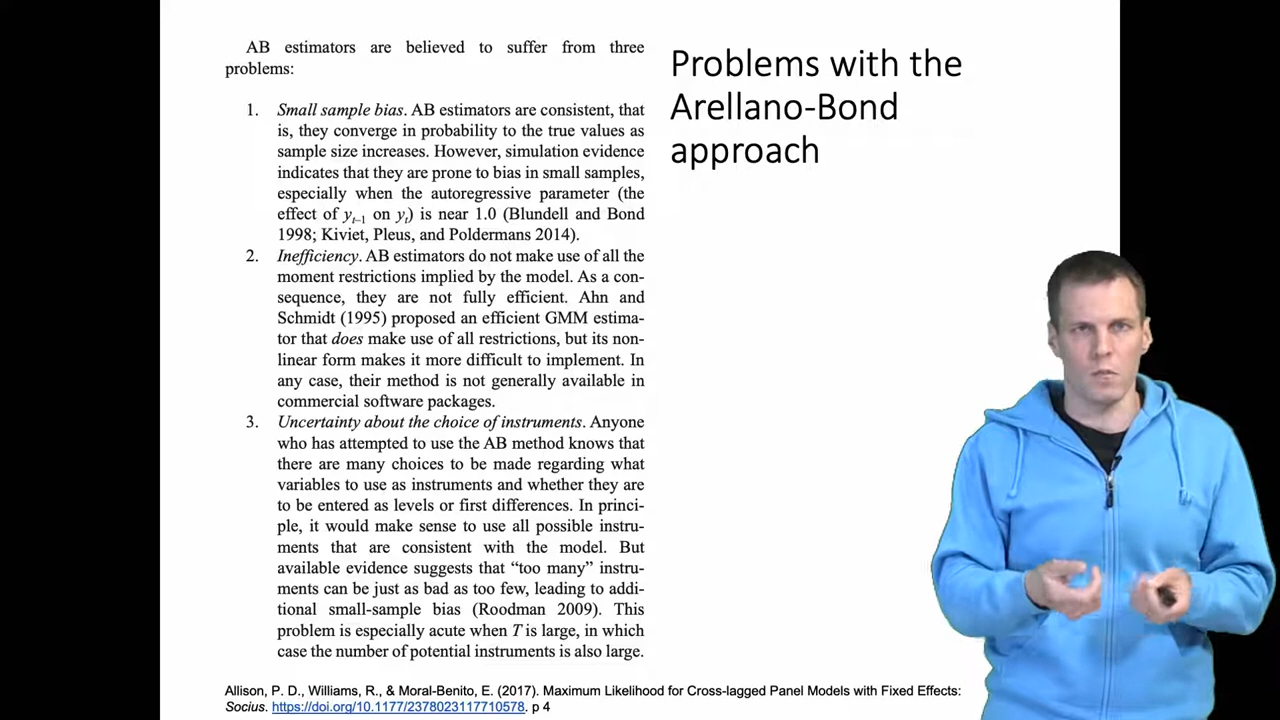 AB estimators are believed to suffer from three
problems:
1. Small sample bias. AB estimators are consistent, that
is, they converge in probability to the true values as
sample size increases. However, simulation evidence
indicates that they are prone to bias in small samples,
especially when the autoregressive parameter (the
effect of yt–1 on yt) is near 1.0 (Blundell and Bond
1998; Kiviet, Pleus, and Poldermans 2014).
2. Inefficiency. AB estimators do not make use of all the
moment restrictions implied by the model. As a con-
sequence, they are not fully efficient. Ahn and
Schmidt (1995) proposed an efficient GMM estima-
tor that does make use of all restrictions, but its non-
linear form makes it more difficult to implement. In
any case, their method is not generally available in
commercial software packages.
3. Uncertainty about the choice of instruments. Anyone
who has attempted to use the AB method knows that
there are many choices to be made regarding what
variables to use as instruments and whether they are
to be entered as levels or first differences. In princi-
ple, it would make sense to use all possible instru-
ments that are consistent with the model. But
available evidence suggests that “too many” instru-
ments can be just as bad as too few, leading to addi-
tional small-sample bias (Roodman 2009). This
problem is especially acute when T is large, in which
case the number of potential instruments is also large.
Problems with the
Arellano-Bond
approach
Allison, P. D., Williams, R., & Moral-Benito, E. (2017). Maximum Likelihood for Cross-lagged Panel Models with Fixed Effects:
Socius. https://doi.org/10.1177/2378023117710578. p 4